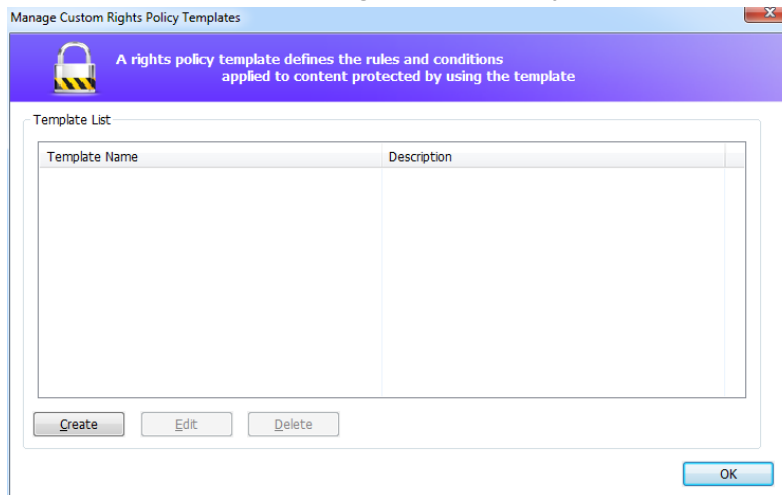 Manage Custom Rights Policy Templates
A rights policy template defines the rules and conditions
applied to content protected by using the template
Template List
Template Name Description
Create Edit Delete
OK